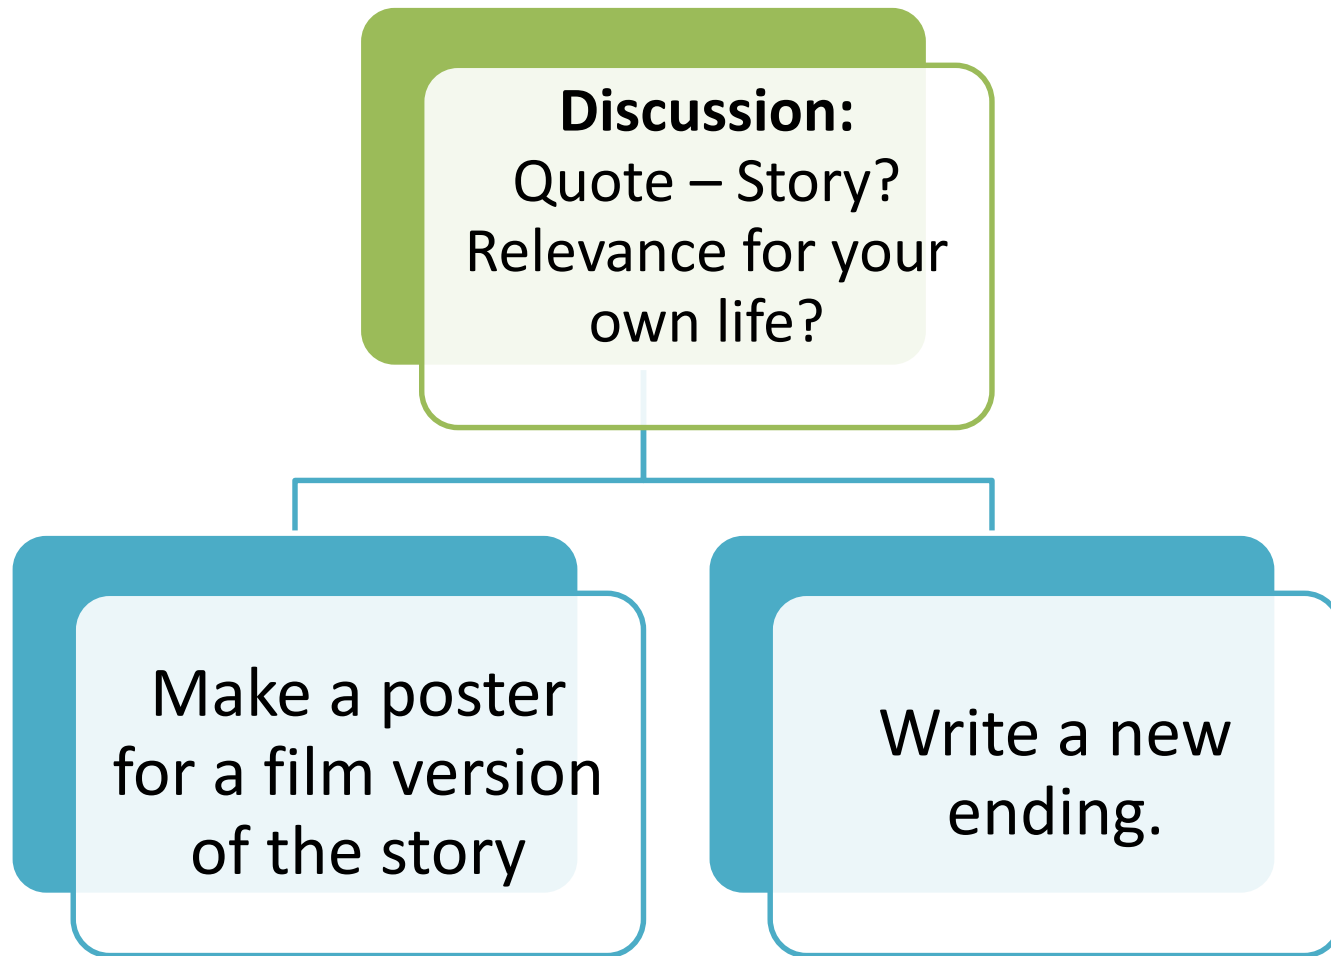 Discussion:
Quote – Story?
Relevance for your
own life?
Make a poster
for a film version
of the story
Write a new
ending.